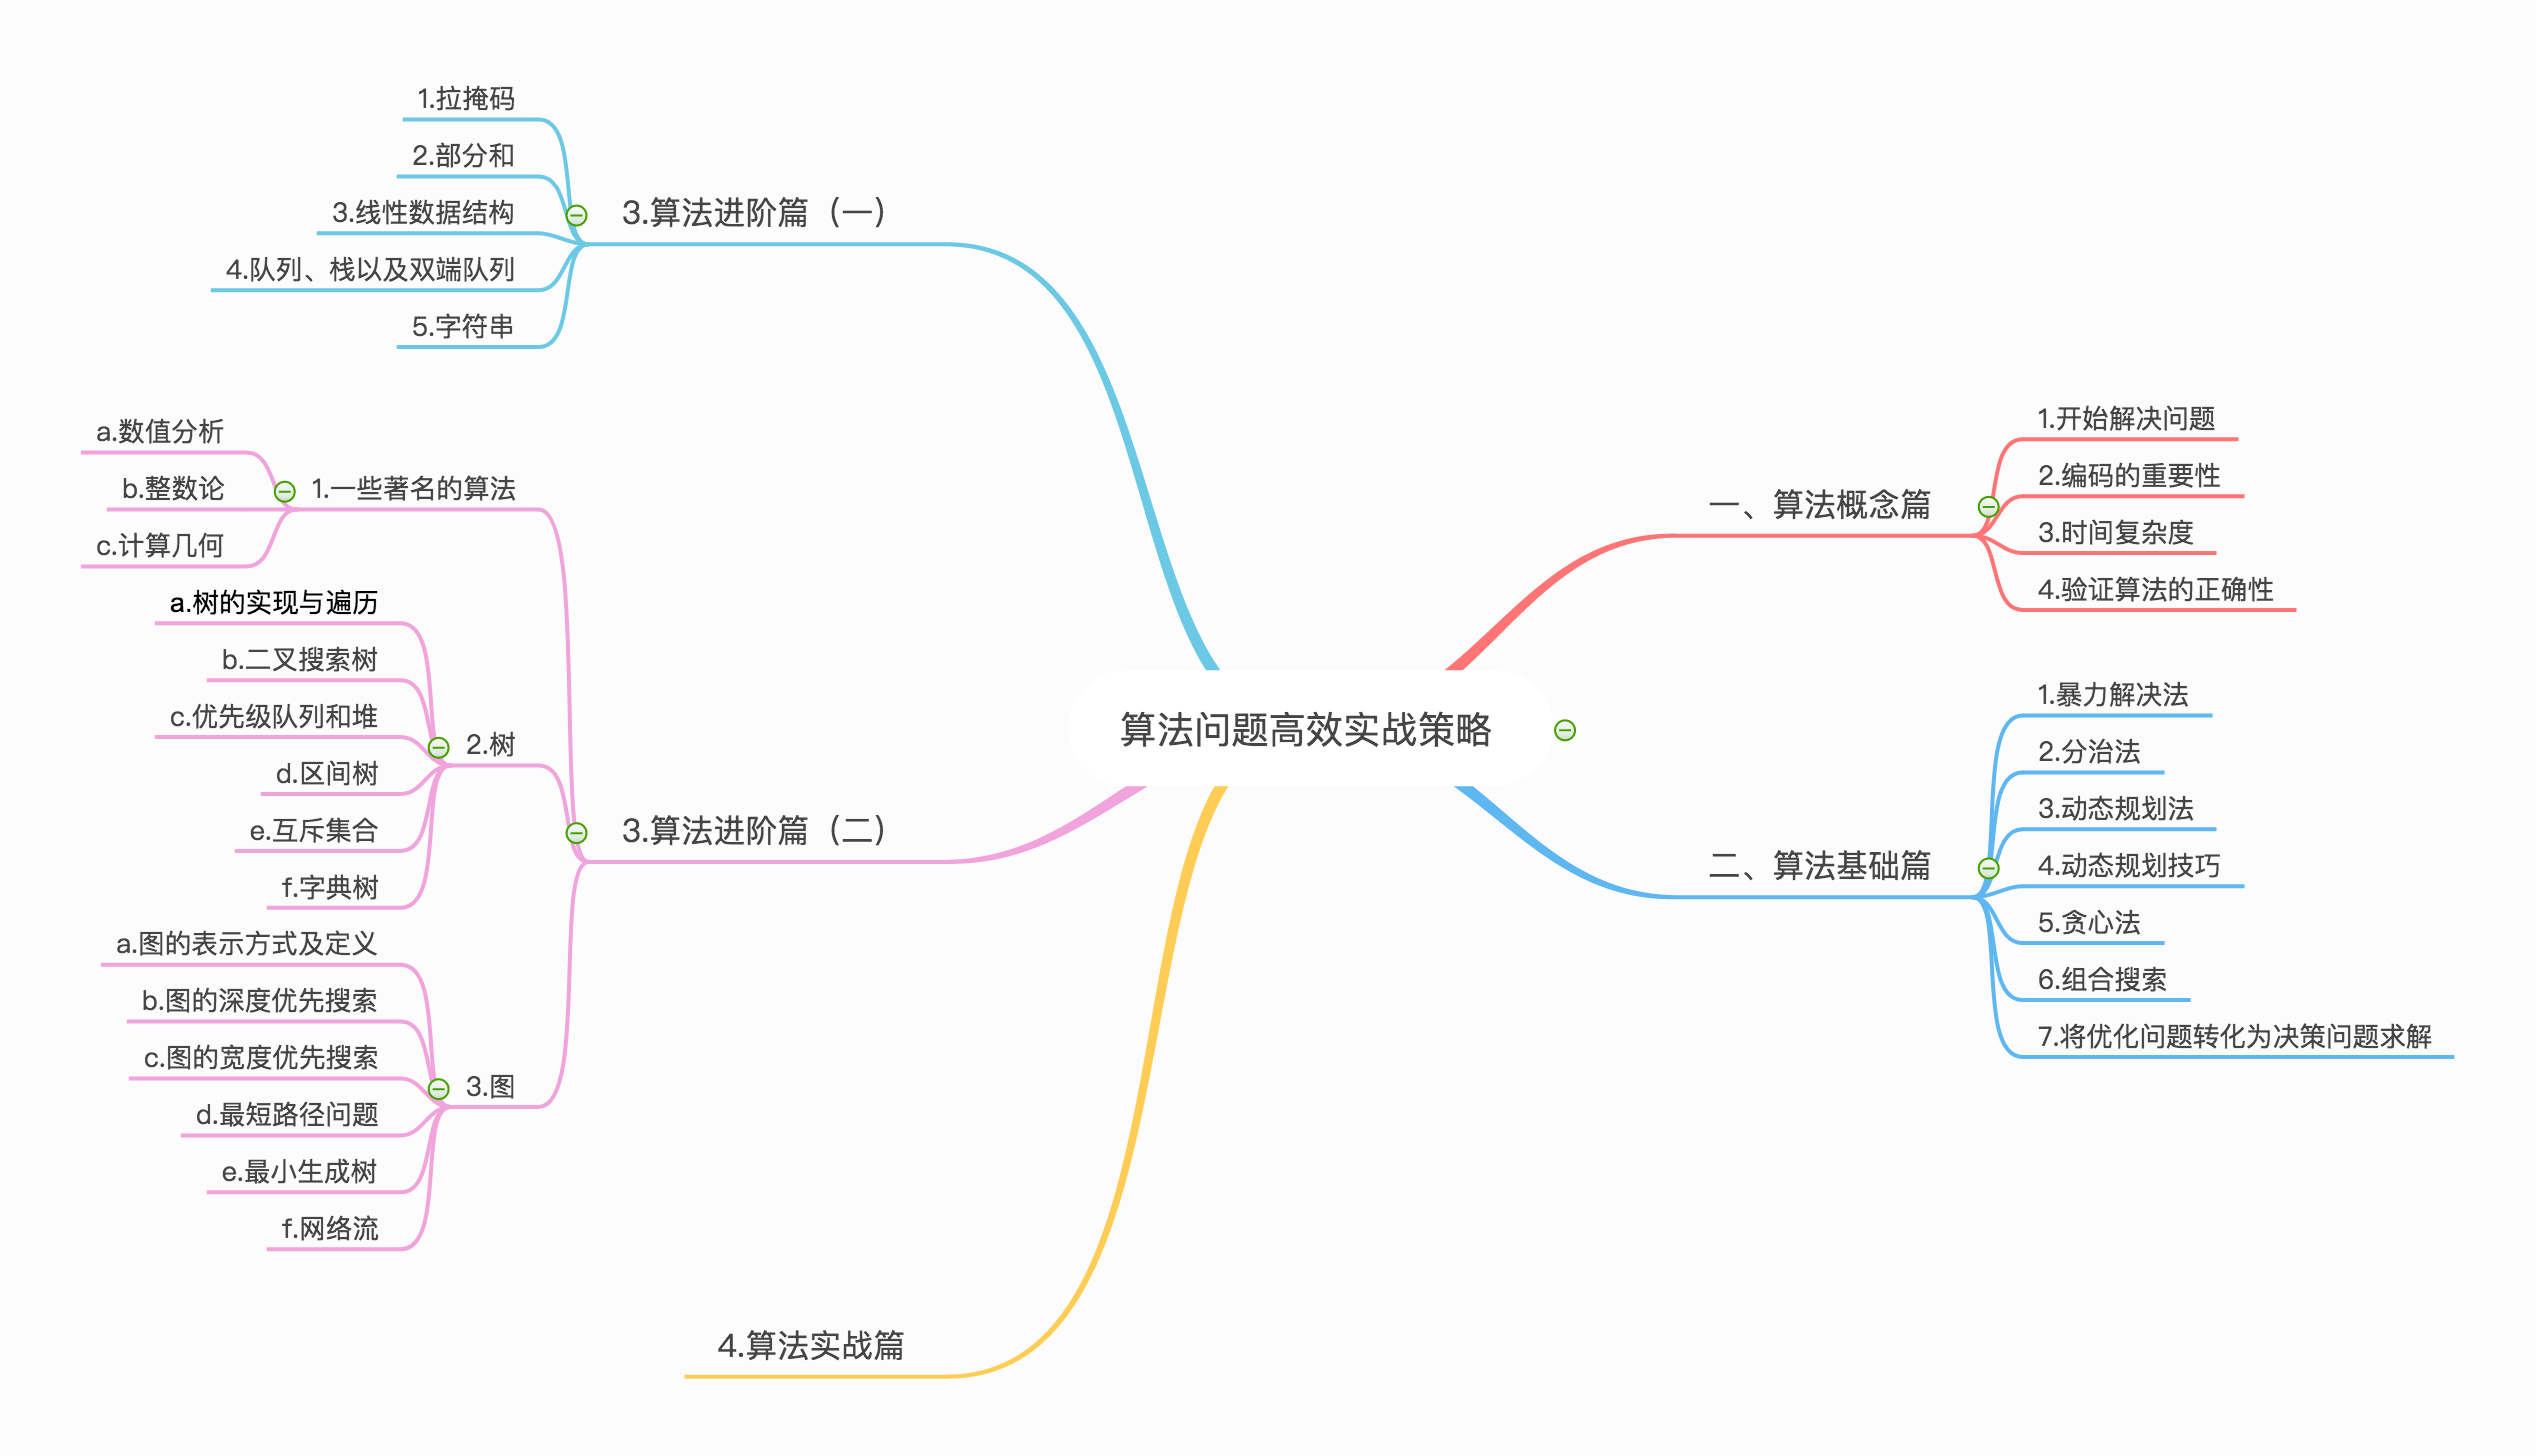 算法问题高效实战策略
一、算法概念篇
1.开始解决问题
2.编码的重要性
3.时间复杂度
4.验证算法的正确性
二、算法基础篇
1.暴力解决法
2.分治法
3.动态规划法
4.动态规划技巧
5.贪心法
6.组合搜索
7.将优化问题转化为决策问题求解
3.算法进阶篇（一）
1.拉掩码
2.部分和
3.线性数据结构
4.队列、栈以及双端队列
5.字符串
3.算法进阶篇（二）
1.一些著名的算法
a.数值分析
b.整数论
c.计算几何
2.树
a.树的实现与遍历
b.二叉搜索树
c.优先级队列和堆
d.区间树
e.互斥集合
f.字典树
3.图
a.图的表示方式及定义
b.图的深度优先搜索
c.图的宽度优先搜索
d.最短路径问题
e.最小生成树
f.网络流
4.算法实战篇